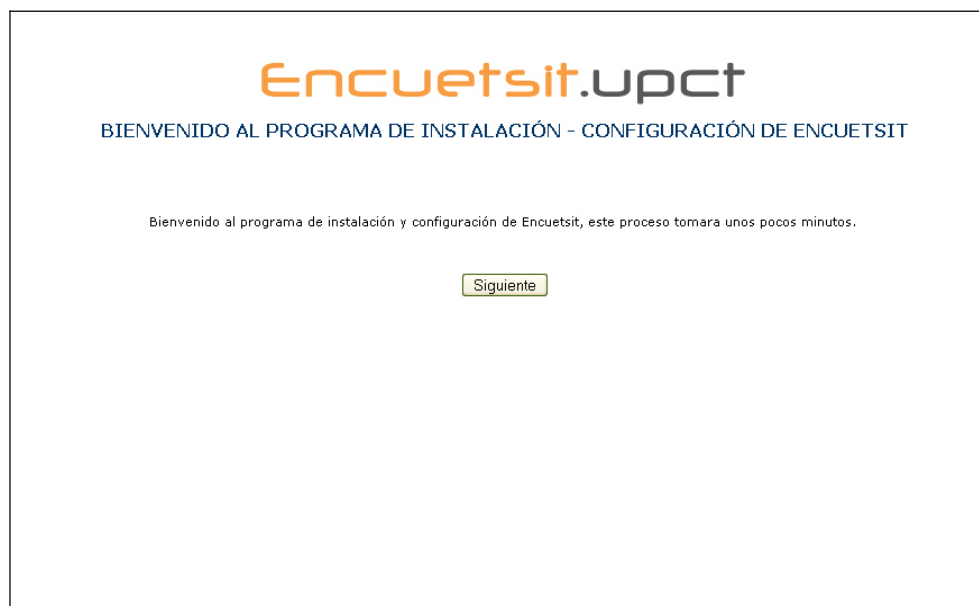 Encuetsit.upct
BIENVENIDO AL PROGRAMA DE INSTALACIÓN - CONFIGURACIÓN DE ENCUETSIT
Bienvenido al programa de instalación y configuración de Encuetsit, este proceso tomara unos pocos minutos.
Siguiente